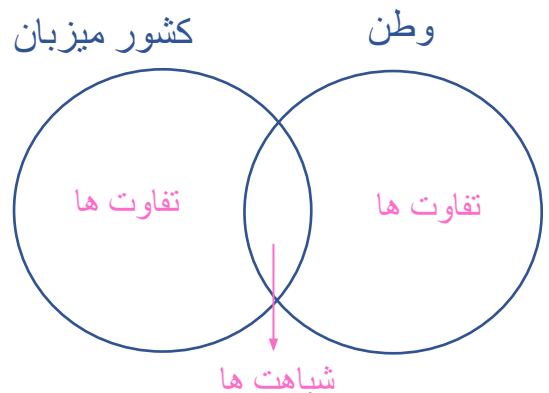 وطن
کشور میزبان
تفاوت ها
تفاوت ها
شباهت ها